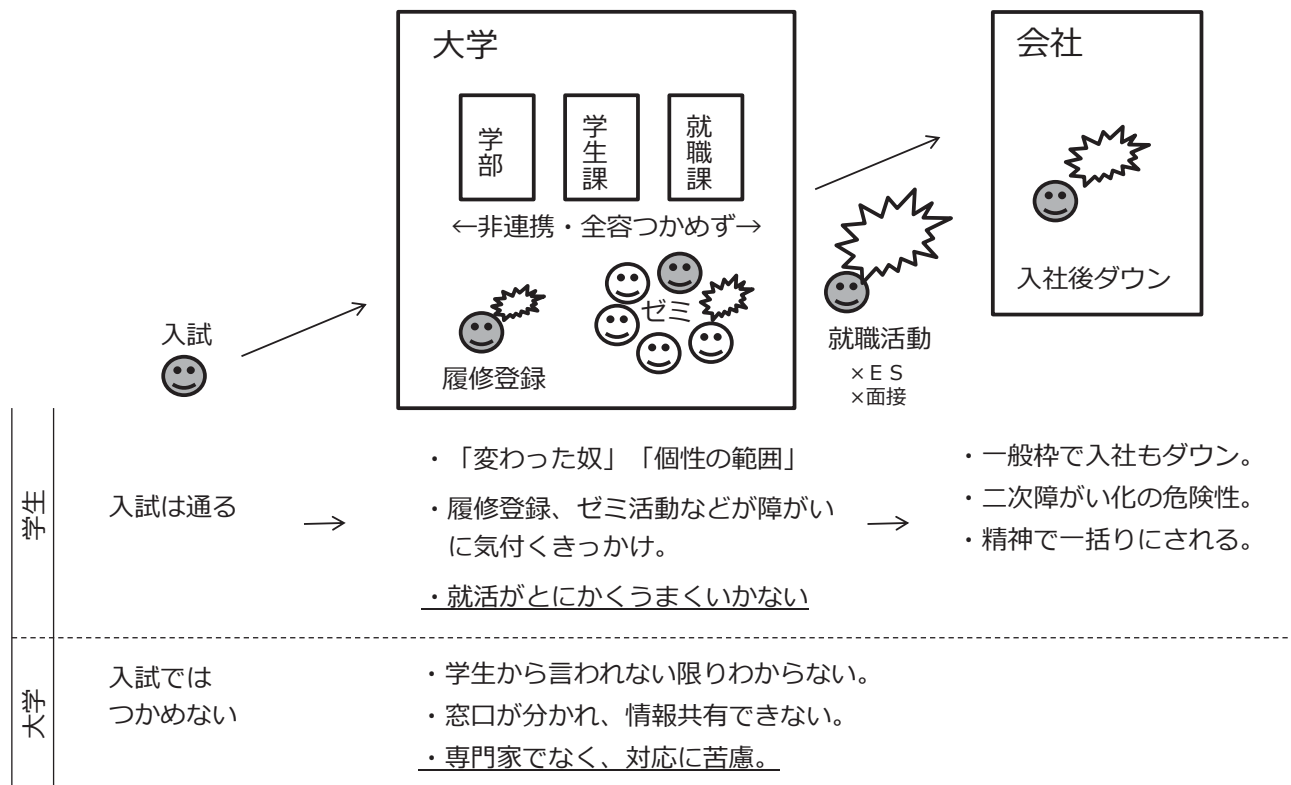 大学
学部
学生課
就職課
←非連携・全容つかめず→
ゼミ
履修登録
入試
就職活動
×ＥＳ
×面接
会社
入社後ダウン
学生
入試は通る
・「変わった奴」「個性の範囲」
・履修登録、ゼミ活動などが障がい
に気付くきっかけ。
・就活がとにかくうまくいかない
・一般枠で入社もダウン。
・二次障がい化の危険性。
・精神で一括りにされる。
大学
入試では
つかめない
・学生から言われない限りわからない。
・窓口が分かれ、情報共有できない。
・専門家でなく、対応に苦慮。